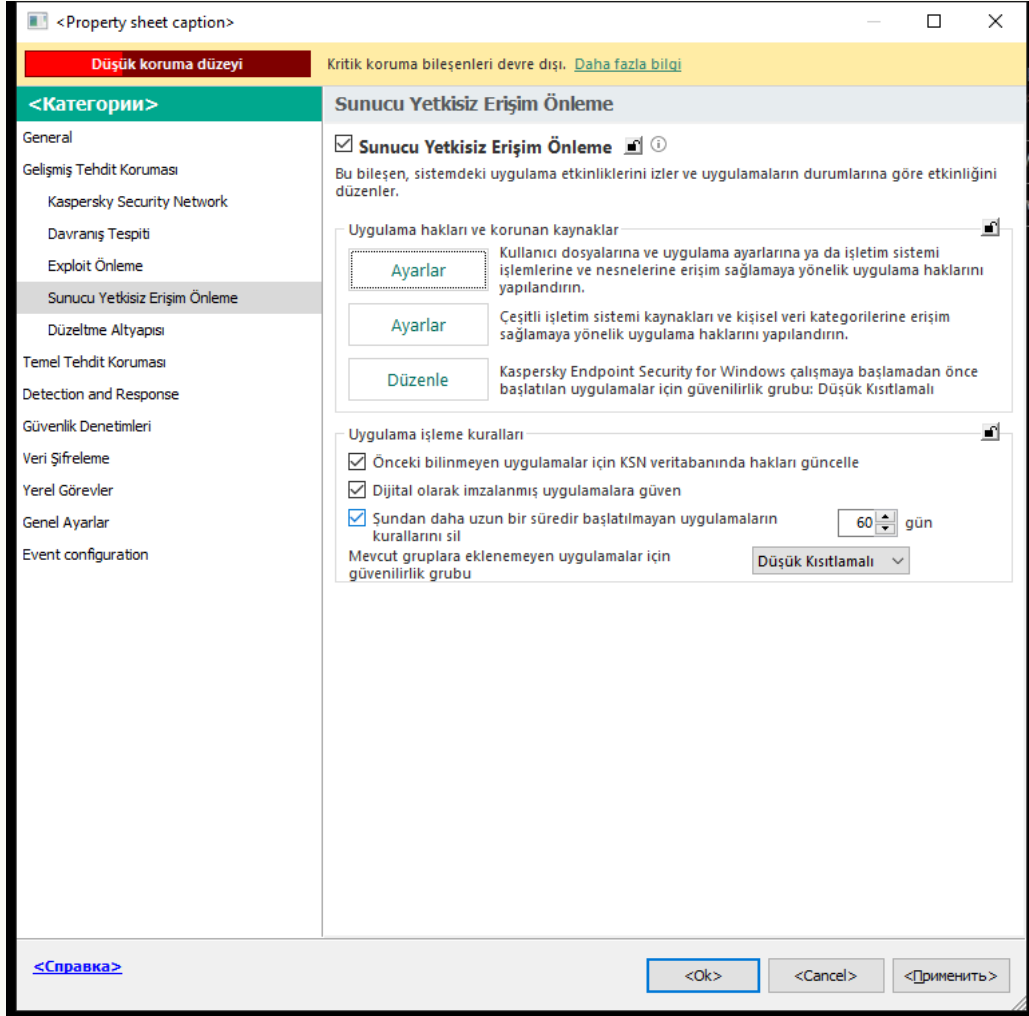 <Property sheet caption>
Düşük koruma düzeyi
Kritik koruma bileşenleri devre dışı. Daha fazla bilgi
<Категории>
General
Gelişmiş Tehdit Koruması
Kaspersky Security Network
Davranış Tespiti
Exploit Önleme
Sunucu Yetkisiz Erişim Önleme
Düzeltme Altyapısı
Temel Tehdit Koruması
Detection and Response
Güvenlik Denetimleri
Veri Şifreleme
Yerel Görevler
Genel Ayarlar
Event configuration
Sunucu Yetkisiz Erişim Önleme
Sunucu Yetkisiz Erişim Önleme
Bu bileşen, sistemdeki uygulama etkinliklerini izler ve uygulamaların durumlarına göre etkinliğini
düzenler.
Uygulama hakları ve korunan kaynaklar
Ayarlar
Kullanıcı dosyalarına ve uygulama ayarlarına ya da işletim sistemi
işlemlerine ve nesnelerine erişim sağlamaya yönelik uygulama haklarını
yapılandırın.
Ayarlar
Çeşitli işletim sistemi kaynakları ve kişisel veri kategorilerine erişim
sağlamaya yönelik uygulama haklarını yapılandırın.
Düzenle
Kaspersky Endpoint Security for Windows çalışmaya başlamadan önce
başlatılan uygulamalar için güvenilirlik grubu: Düşük Kısıtlamalı
Uygulama işleme kuralları
Önceki bilinmeyen uygulamalar için KSN veritabanında hakları güncelle
Dijital olarak imzalanmış uygulamalara güven
Şundan daha uzun bir süredir başlatılmayan uygulamaların
kurallarını sil
60 gün
Mevcut gruplara eklenemeyen uygulamalar için
güvenilirlik grubu
Düşük Kısıtlamalı
<Справка>
<Ok>
<Cancel>
<Применить>